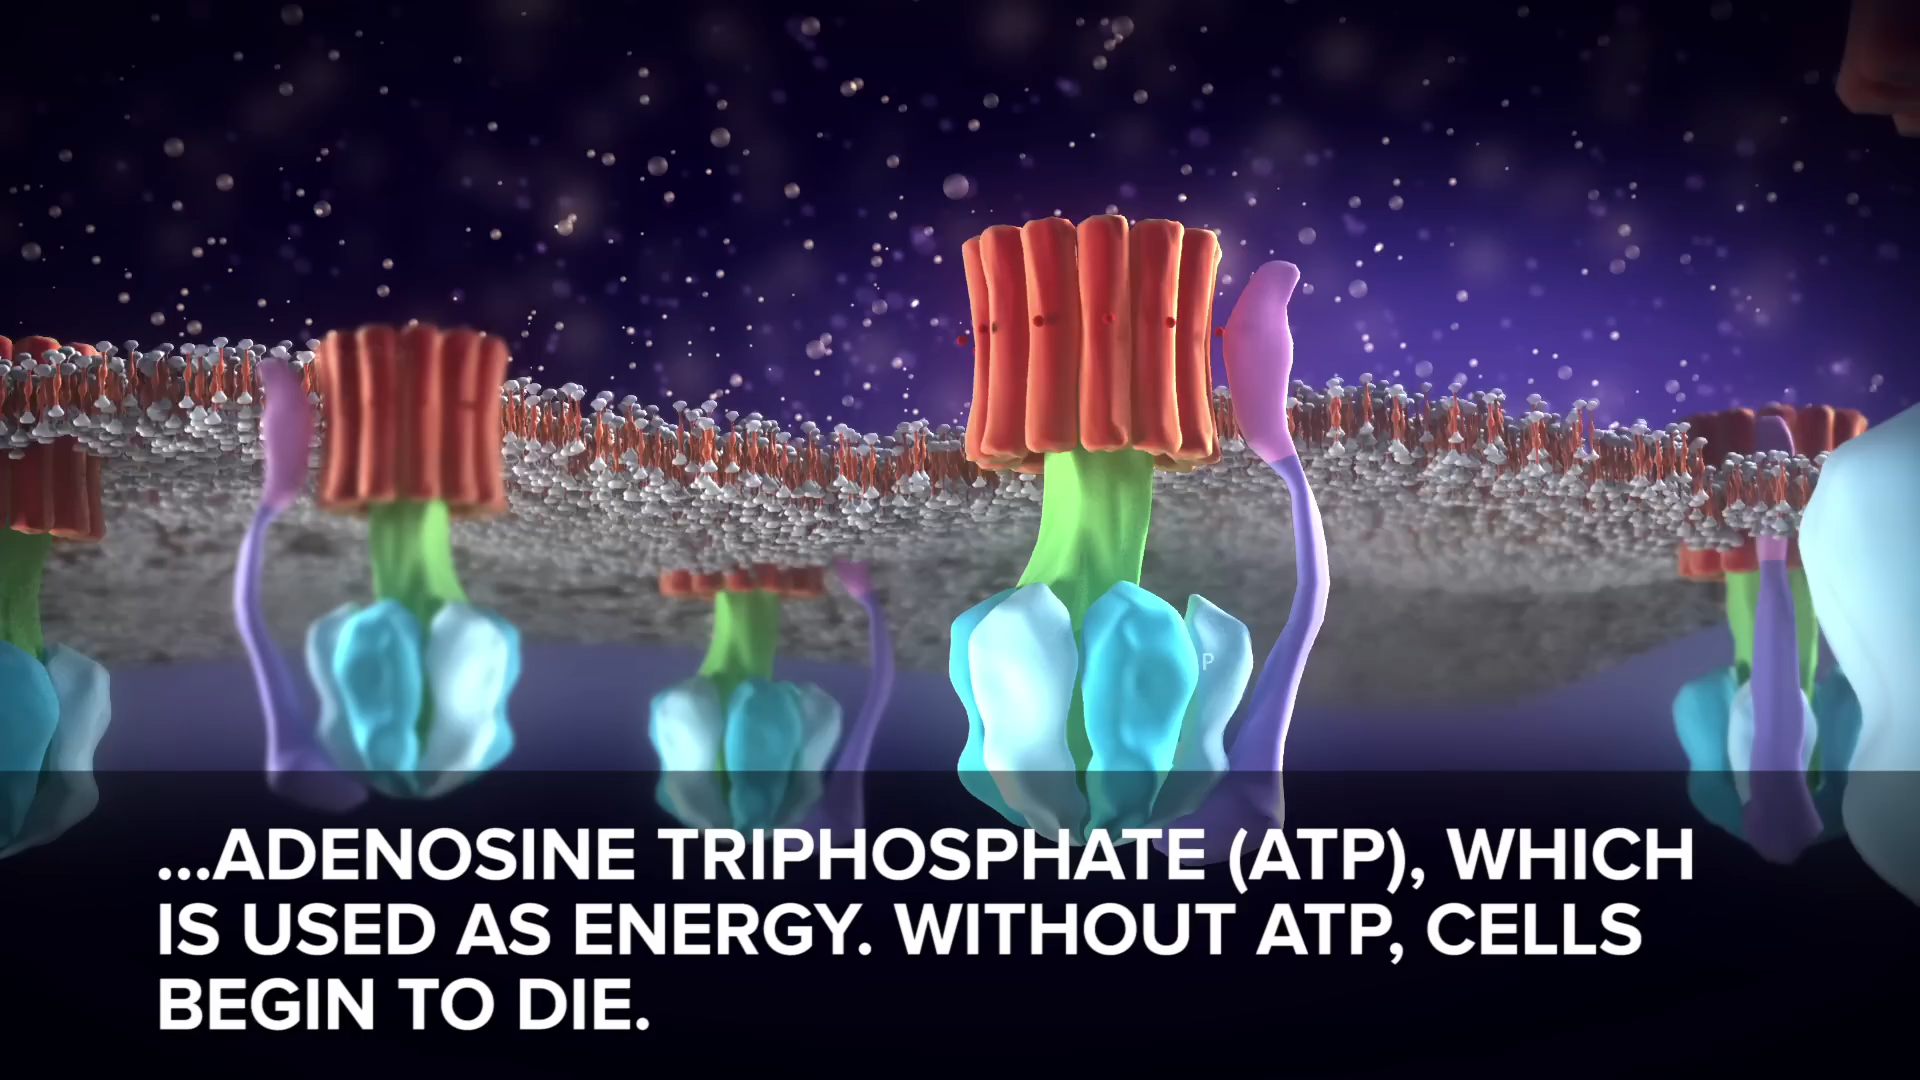 P
...ADENOSINE TRIPHOSPHATE (ATP), WHICH
IS USED AS ENERGY. WITHOUT ATP, CELLS
BEGIN TO DIE.